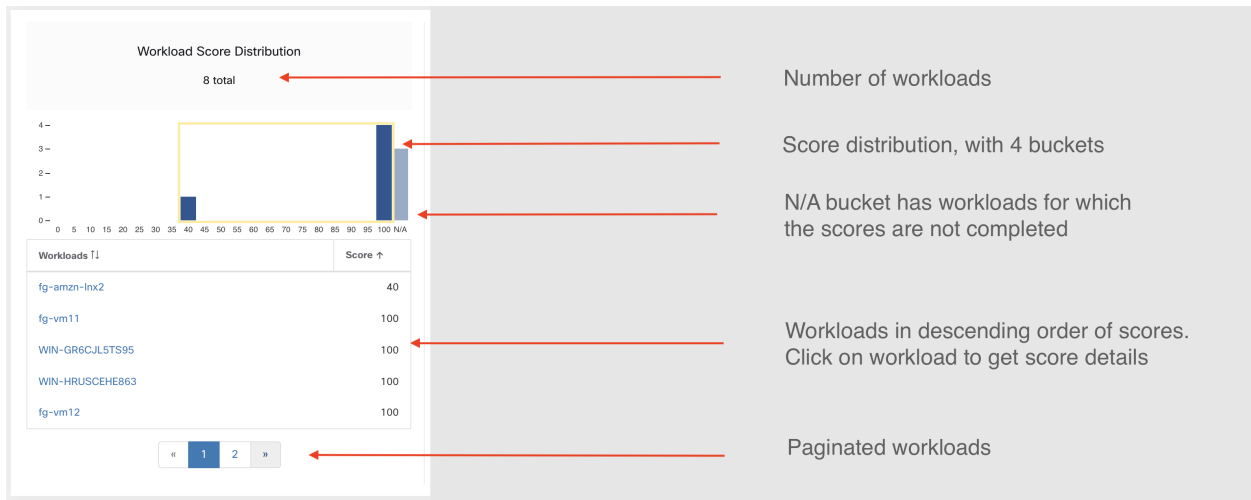 Workload Score Distribution
8 total
Number of workloads
4
3
2
1
0
0 5 10 15 20 25 30 35 40 45 50 55 60 65 70 75 80 85 90 95 100 N/A
Score distribution, with 4 buckets
N/A bucket has workloads for which
the scores are not completed
Workloads ↑↓ Score ↑
fg-amzn-lnx2 40
fg-vm11 100
WIN-GR6CJL5TS95 100
WIN-HRUSCEHE863 100
fg-vm12 100
Workloads in descending order of scores.
Click on workload to get score details
« 1 2 »
Paginated workloads